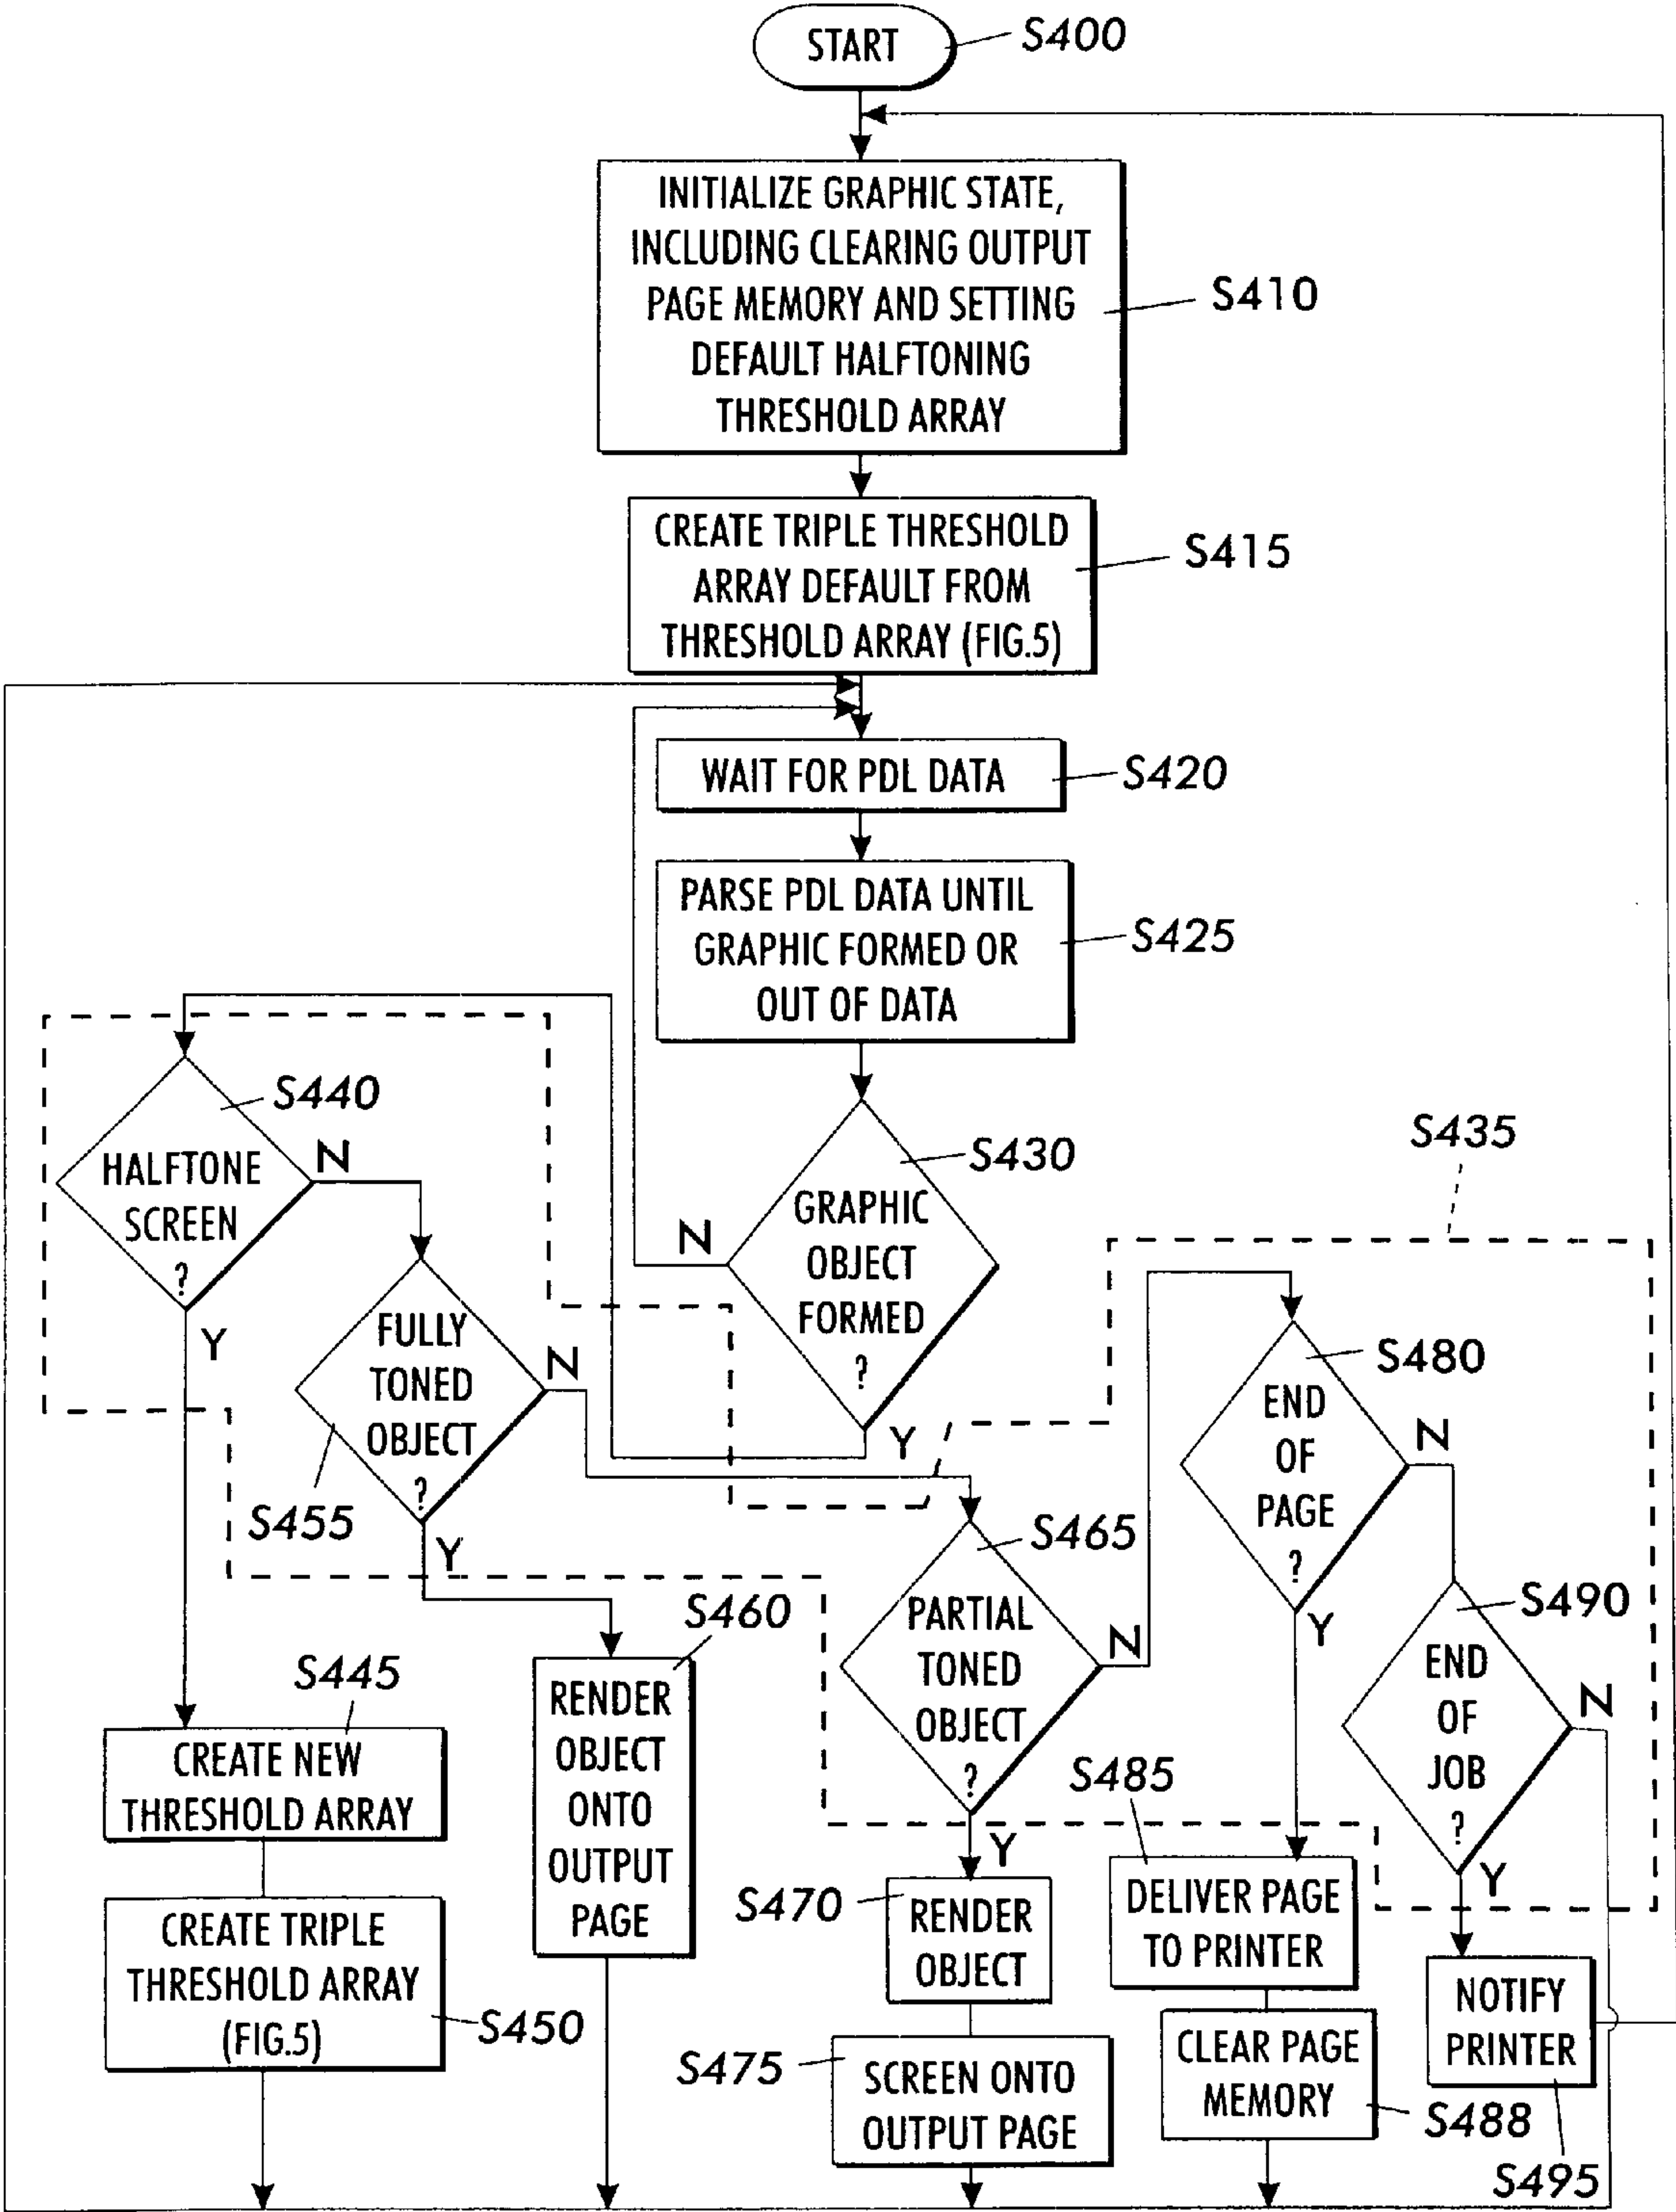 START
S400
INITIALIZE GRAPHIC STATE,
INCLUDING CLEARING OUTPUT
PAGE MEMORY AND SETTING
DEFAULT HALFTONING
THRESHOLD ARRAY
S410
CREATE TRIPLE THRESHOLD
ARRAY DEFAULT FROM
THRESHOLD ARRAY (FIG.5)
S415
WAIT FOR PDL DATA
S420
PARSE PDL DATA UNTIL
GRAPHIC FORMED OR
OUT OF DATA
S425
GRAPHIC
OBJECT
FORMED
?
S430
N
Y
S435
HALFTONE
SCREEN
?
S440
N
Y
FULLY
TONED
OBJECT
?
S455
N
Y
PARTIAL
TONED
OBJECT
?
S465
N
Y
END
OF
PAGE
?
S480
N
Y
END
OF
JOB
?
S490
N
Y
S445
CREATE NEW
THRESHOLD ARRAY
CREATE TRIPLE
THRESHOLD ARRAY
(FIG.5)
S450
S460
RENDER
OBJECT
ONTO
OUTPUT
PAGE
S470
RENDER
OBJECT
S475
SCREEN ONTO
OUTPUT PAGE
S485
DELIVER PAGE
TO PRINTER
CLEAR PAGE
MEMORY
S488
NOTIFY
PRINTER
S495